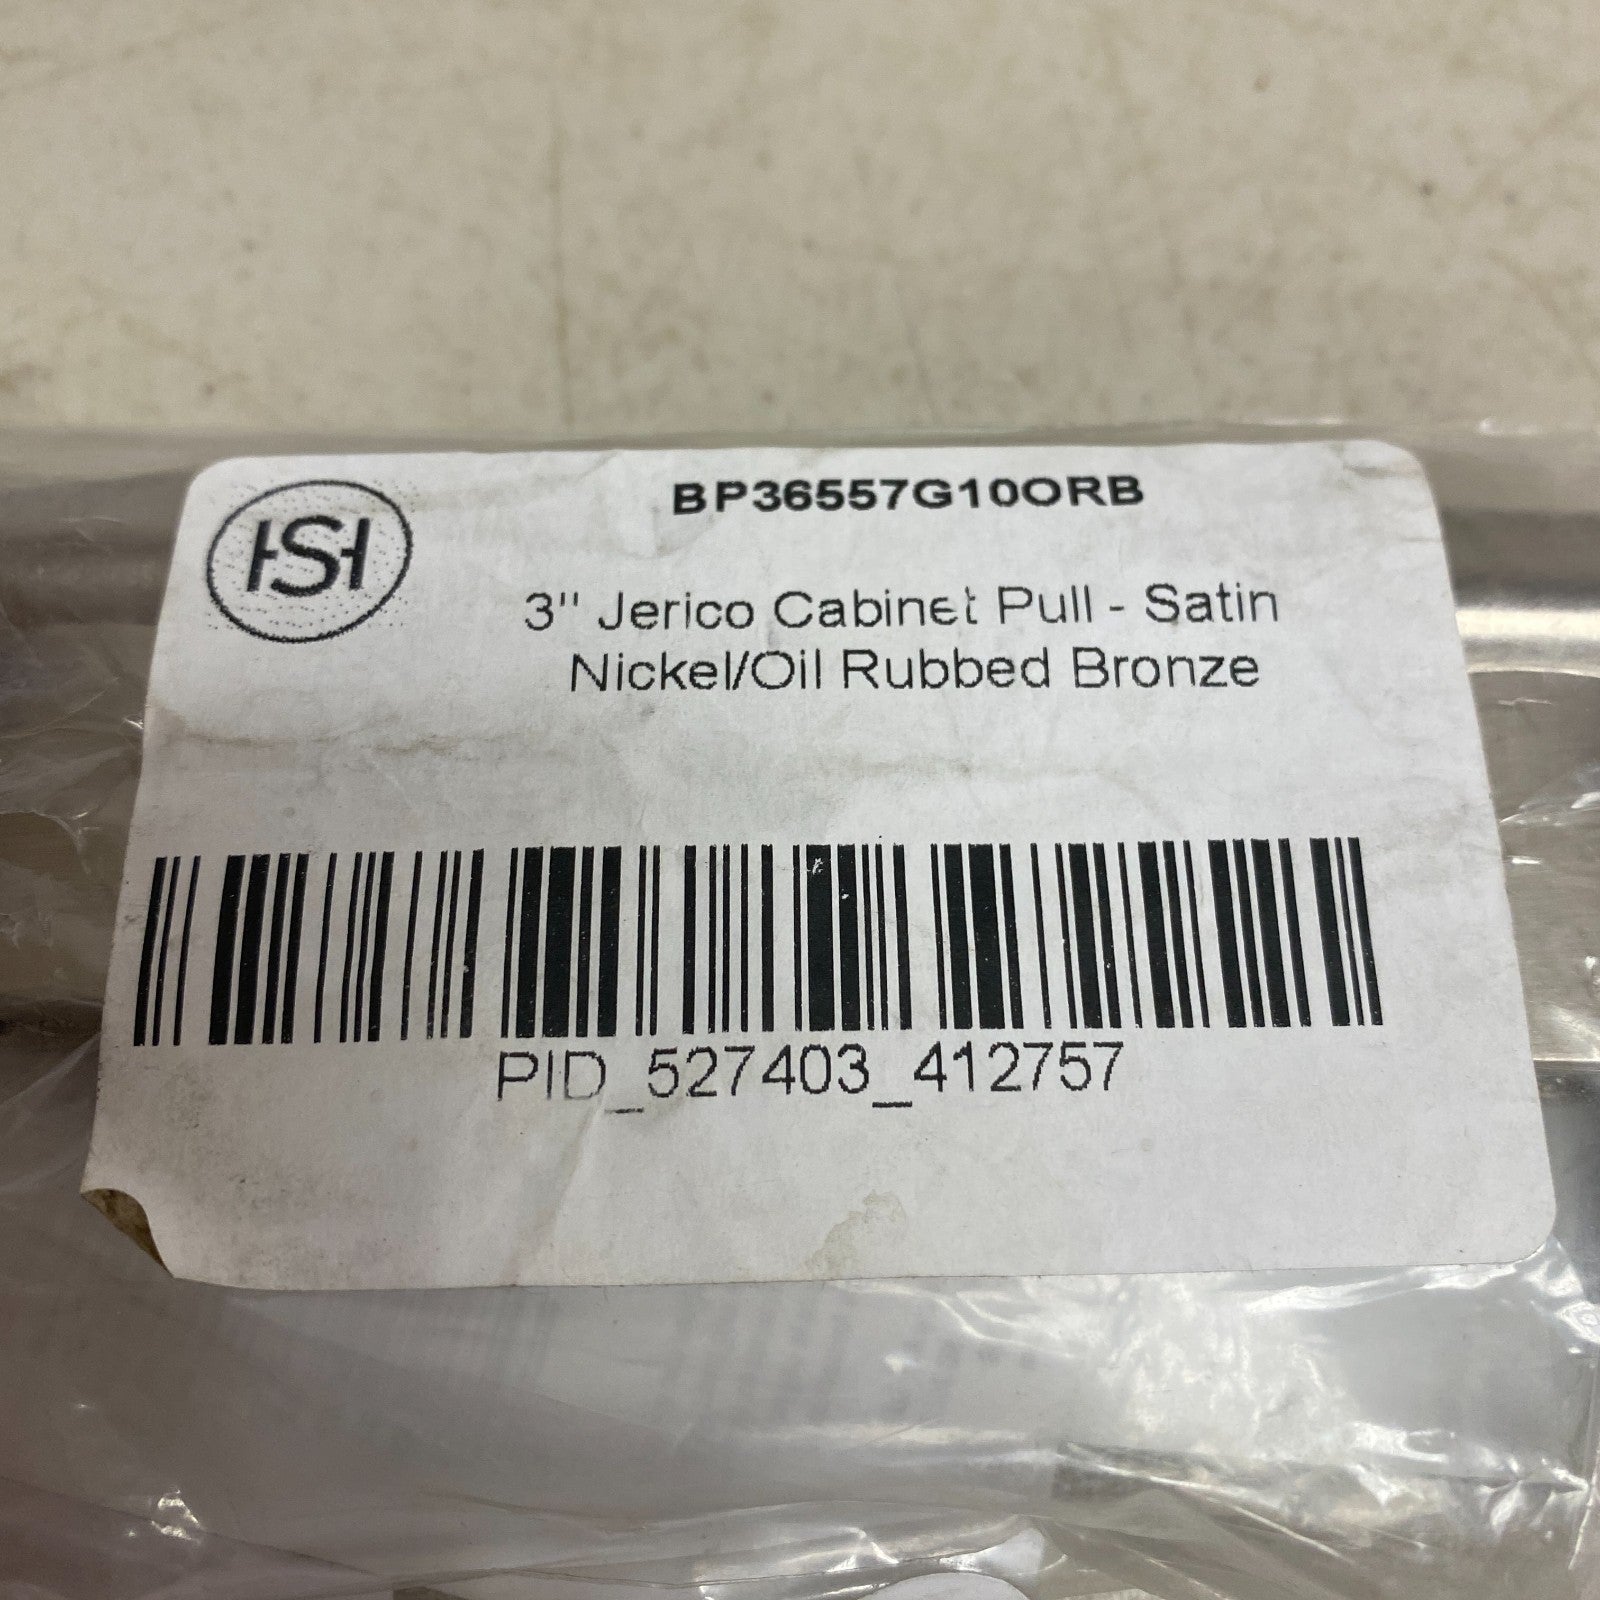 HSH
BP36557G10ORB
3" Jerico Cabinet Pull - Satin
Nickel/Oil Rubbed Bronze
PID_527403_412757